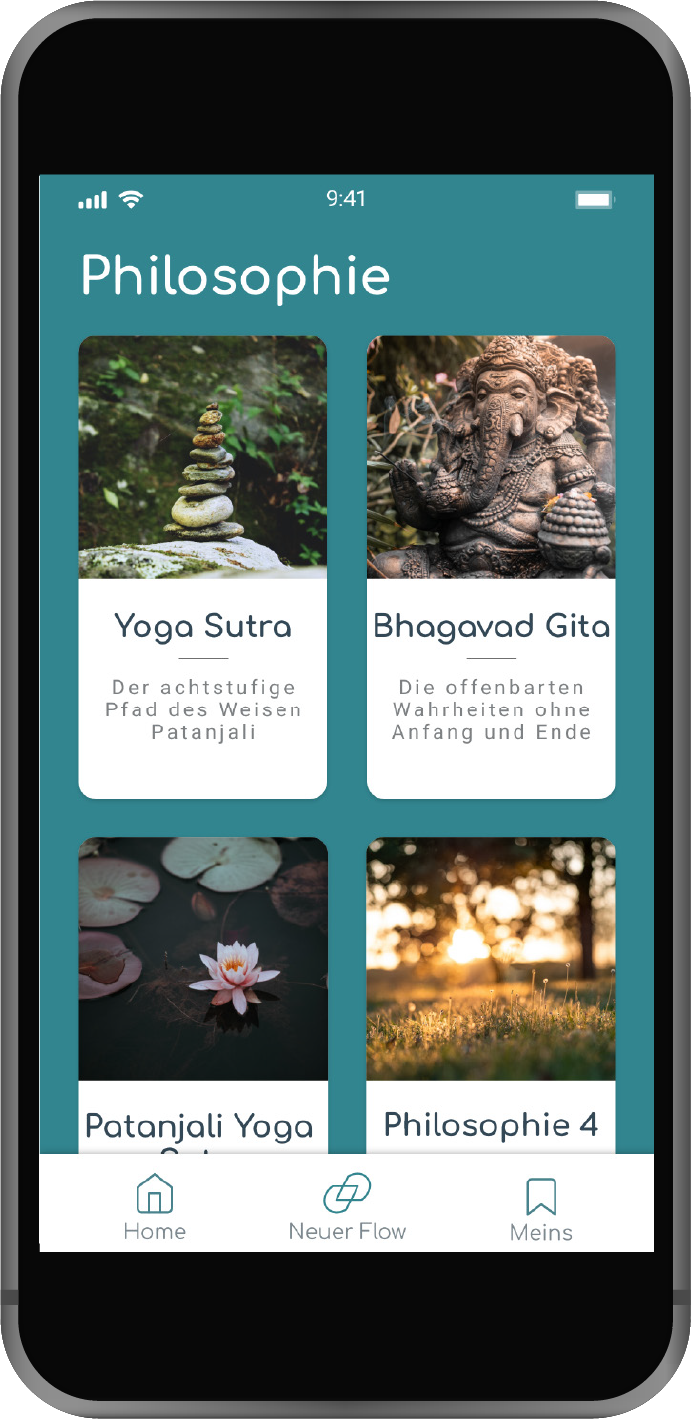 9:41
Philosophie
Yoga Sutra
Der achtstufige
Pfad des Weisen
Patanjali
Bhagavad Gita
Die offenbarten
Wahrheiten ohne
Anfang und Ende
Patanjali Yoga
Philosophie 4
Home
Neuer Flow
Meins